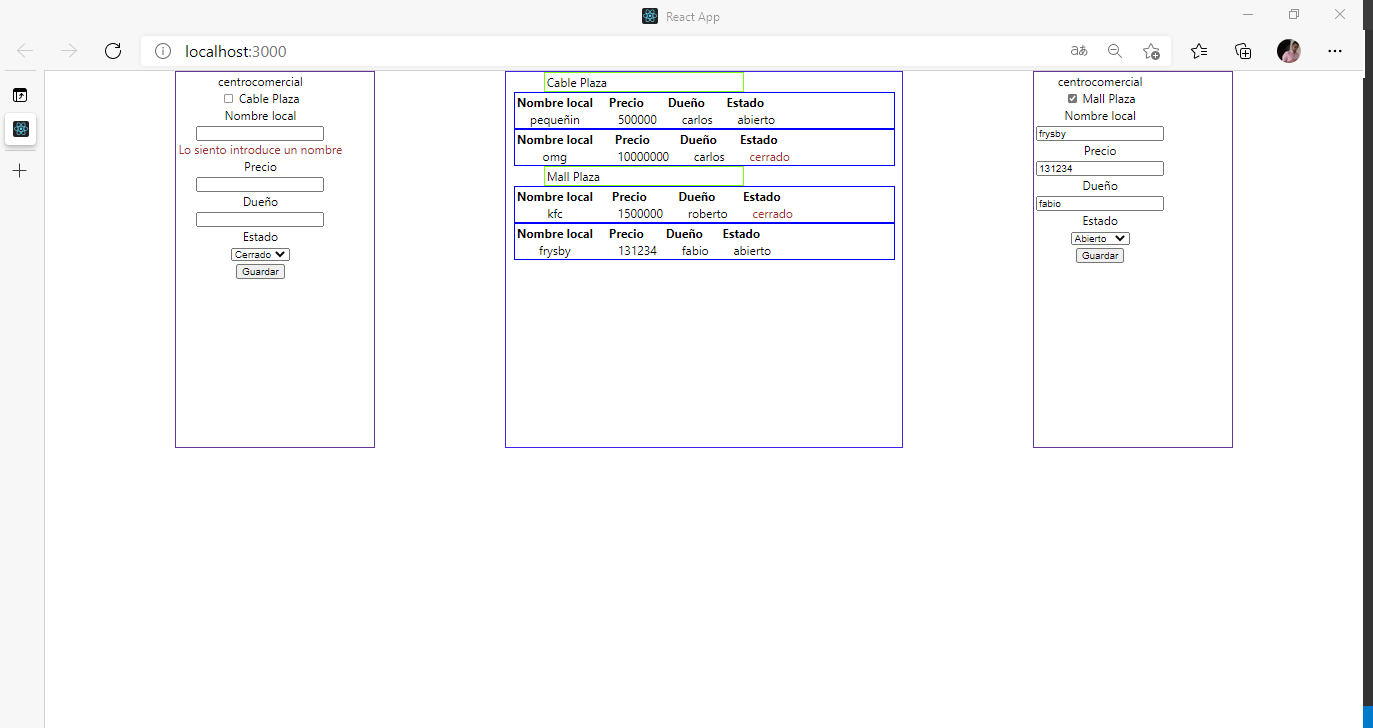 React App
localhost:3000
centrocomercial
Cable Plaza
Nombre local
Lo siento introduce un nombre
Precio
Dueño
Estado
Cerrado
Guardar
Cable Plaza
Nombre local Precio Dueño Estado
pequeñin 500000 carlos abierto
Nombre local Precio Dueño Estado
omg 10000000 carlos cerrado
Mall Plaza
Nombre local Precio Dueño Estado
kfc 1500000 roberto cerrado
Nombre local Precio Dueño Estado
frysby 131234 fabio abierto
centrocomercial
Mall Plaza
Nombre local
frysby
Precio
131234
Dueño
fabio
Estado
Abierto
Guardar